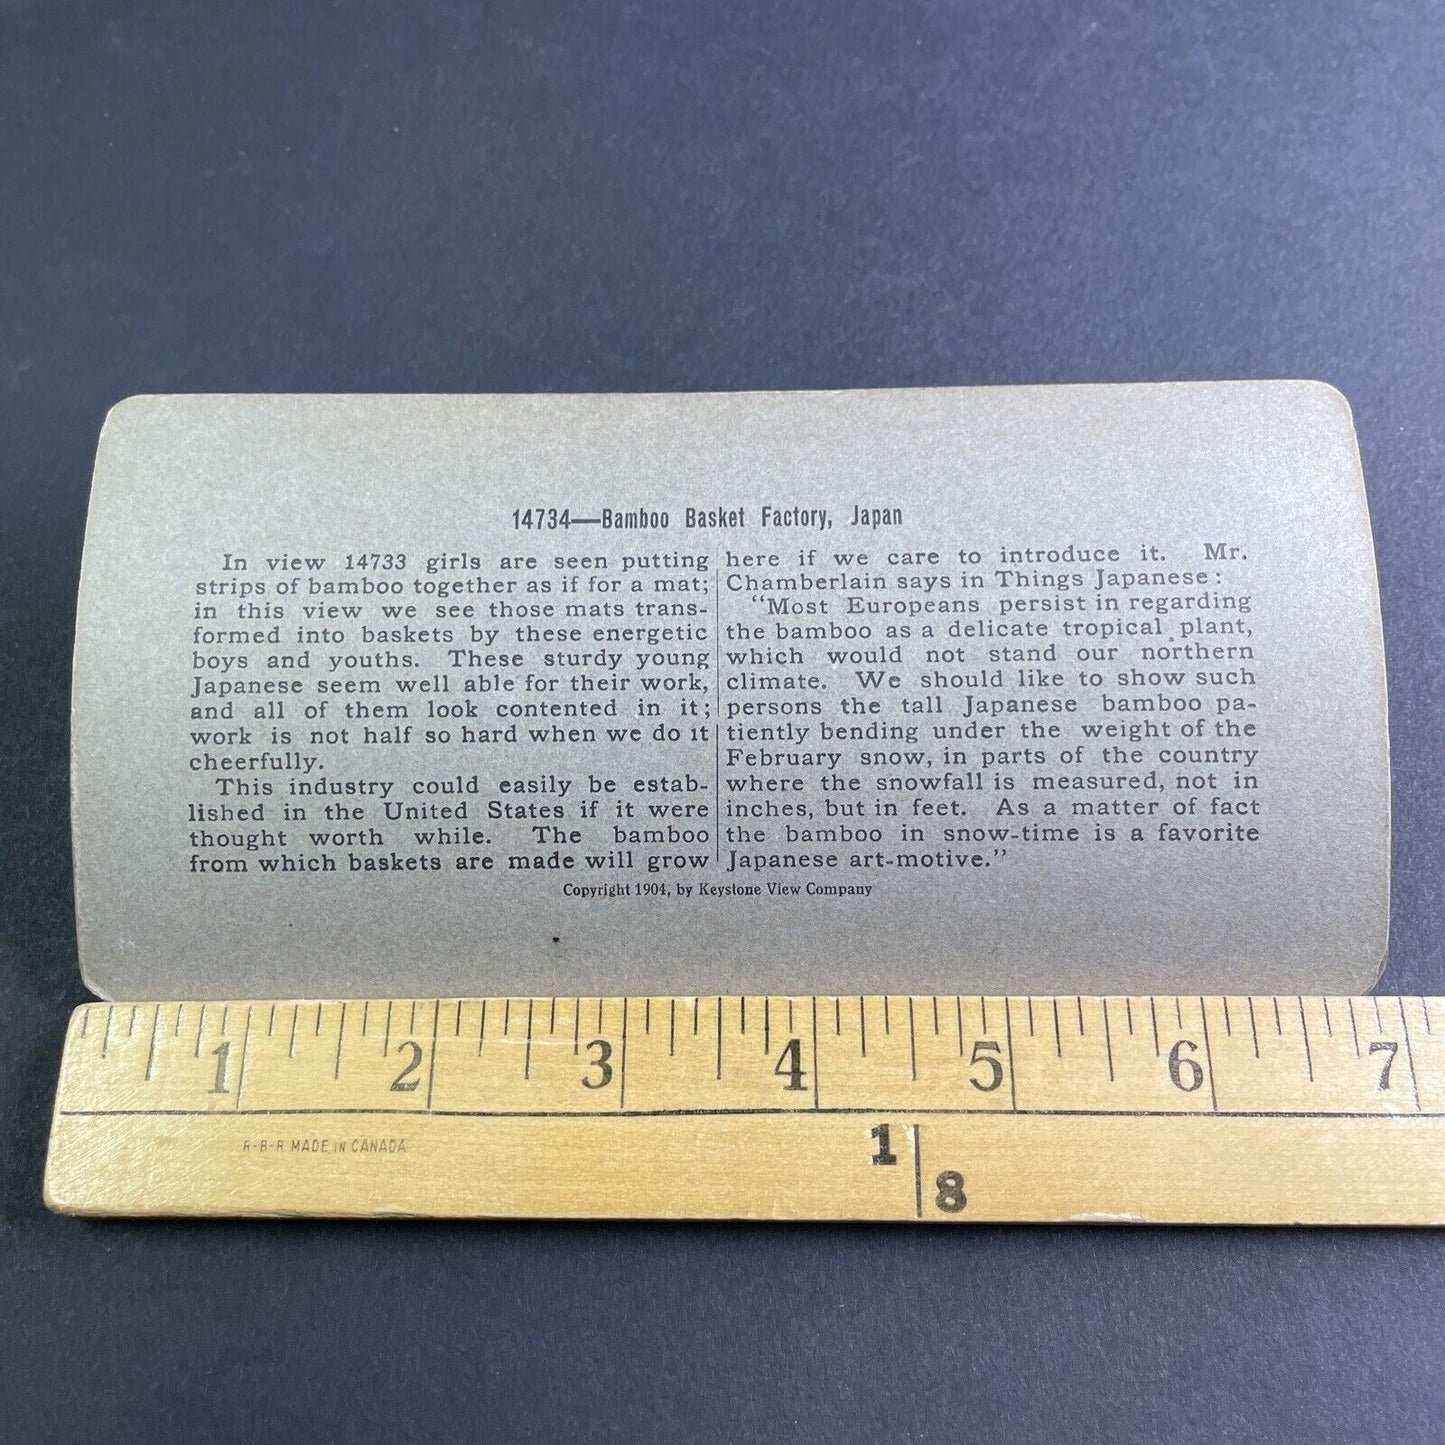 14734—Bamboo Basket Factory, Japan
In view 14733 girls are seen putting
strips of bamboo together as if for a mat;
in this view we see those mats trans-
formed into baskets by these energetic
boys and youths. These sturdy young
Japanese seem well able for their work,
and all of them look contented in it;
work is not half so hard when we do it
cheerfully.
This industry could easily be estab-
lished in the United States if it were
thought worth while. The bamboo
from which baskets are made will grow
here if we care to introduce it. Mr.
Chamberlain says in Things Japanese:
"Most Europeans persist in regarding
the bamboo as a delicate tropical plant,
which would not stand our northern
climate. We should like to show such
persons the tall Japanese bamboo pa-
tiently bending under the weight of the
February snow, in parts of the country
where the snowfall is measured, not in
inches, but in feet. As a matter of fact
the bamboo in snow-time is a favorite
Japanese art-motive."
Copyright 1904, by Keystone View Company
1 2 3 4 5 6 7
R-B-R MADE IN CANADA
1
8